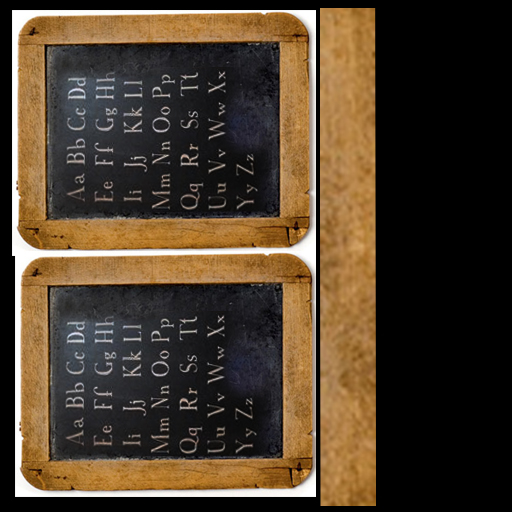 Aa Bb Cc Dd
Ee Ff Gg Hh
Ii Jj Kk Ll
Mm Nn Oo Pp
Qq Rr Ss Tt
Uu Vv Ww Xx
Yy Zz
Aa Bb Cc Dd
Ee Ff Gg Hh
Ii Jj Kk Ll
Mm Nn Oo Pp
Qq Rr Ss Tt
Uu Vv Ww Xx
Yy Zz